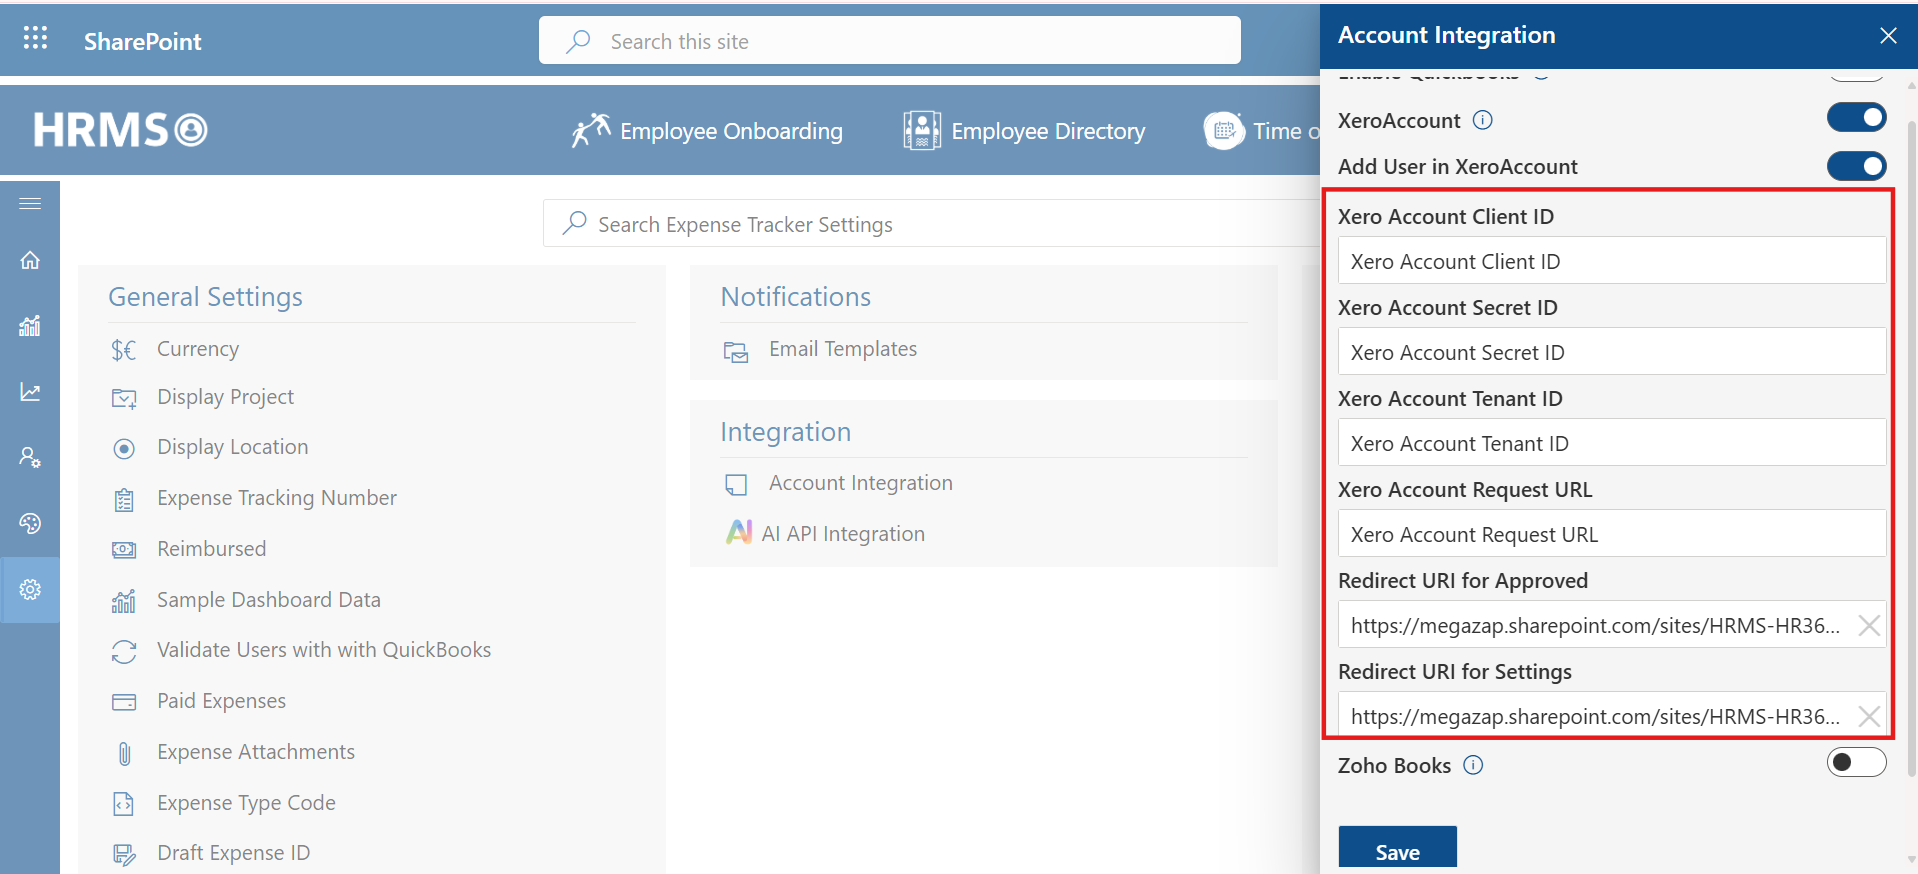 SharePoint
Search this site
HRMS
Employee Onboarding
Employee Directory
Time o
Search Expense Tracker Settings
General Settings
Currency
Display Project
Display Location
Expense Tracking Number
Reimbursed
Sample Dashboard Data
Validate Users with with QuickBooks
Paid Expenses
Expense Attachments
Expense Type Code
Draft Expense ID
Notifications
Email Templates
Integration
Account Integration
AI API Integration
Account Integration
Enable Quickbooks
XeroAccount
Add User in XeroAccount
Xero Account Client ID
Xero Account Client ID
Xero Account Secret ID
Xero Account Secret ID
Xero Account Tenant ID
Xero Account Tenant ID
Xero Account Request URL
Xero Account Request URL
Redirect URI for Approved
https://megazap.sharepoint.com/sites/HRMS-HR36...
Redirect URI for Settings
https://megazap.sharepoint.com/sites/HRMS-HR36...
Zoho Books
Save